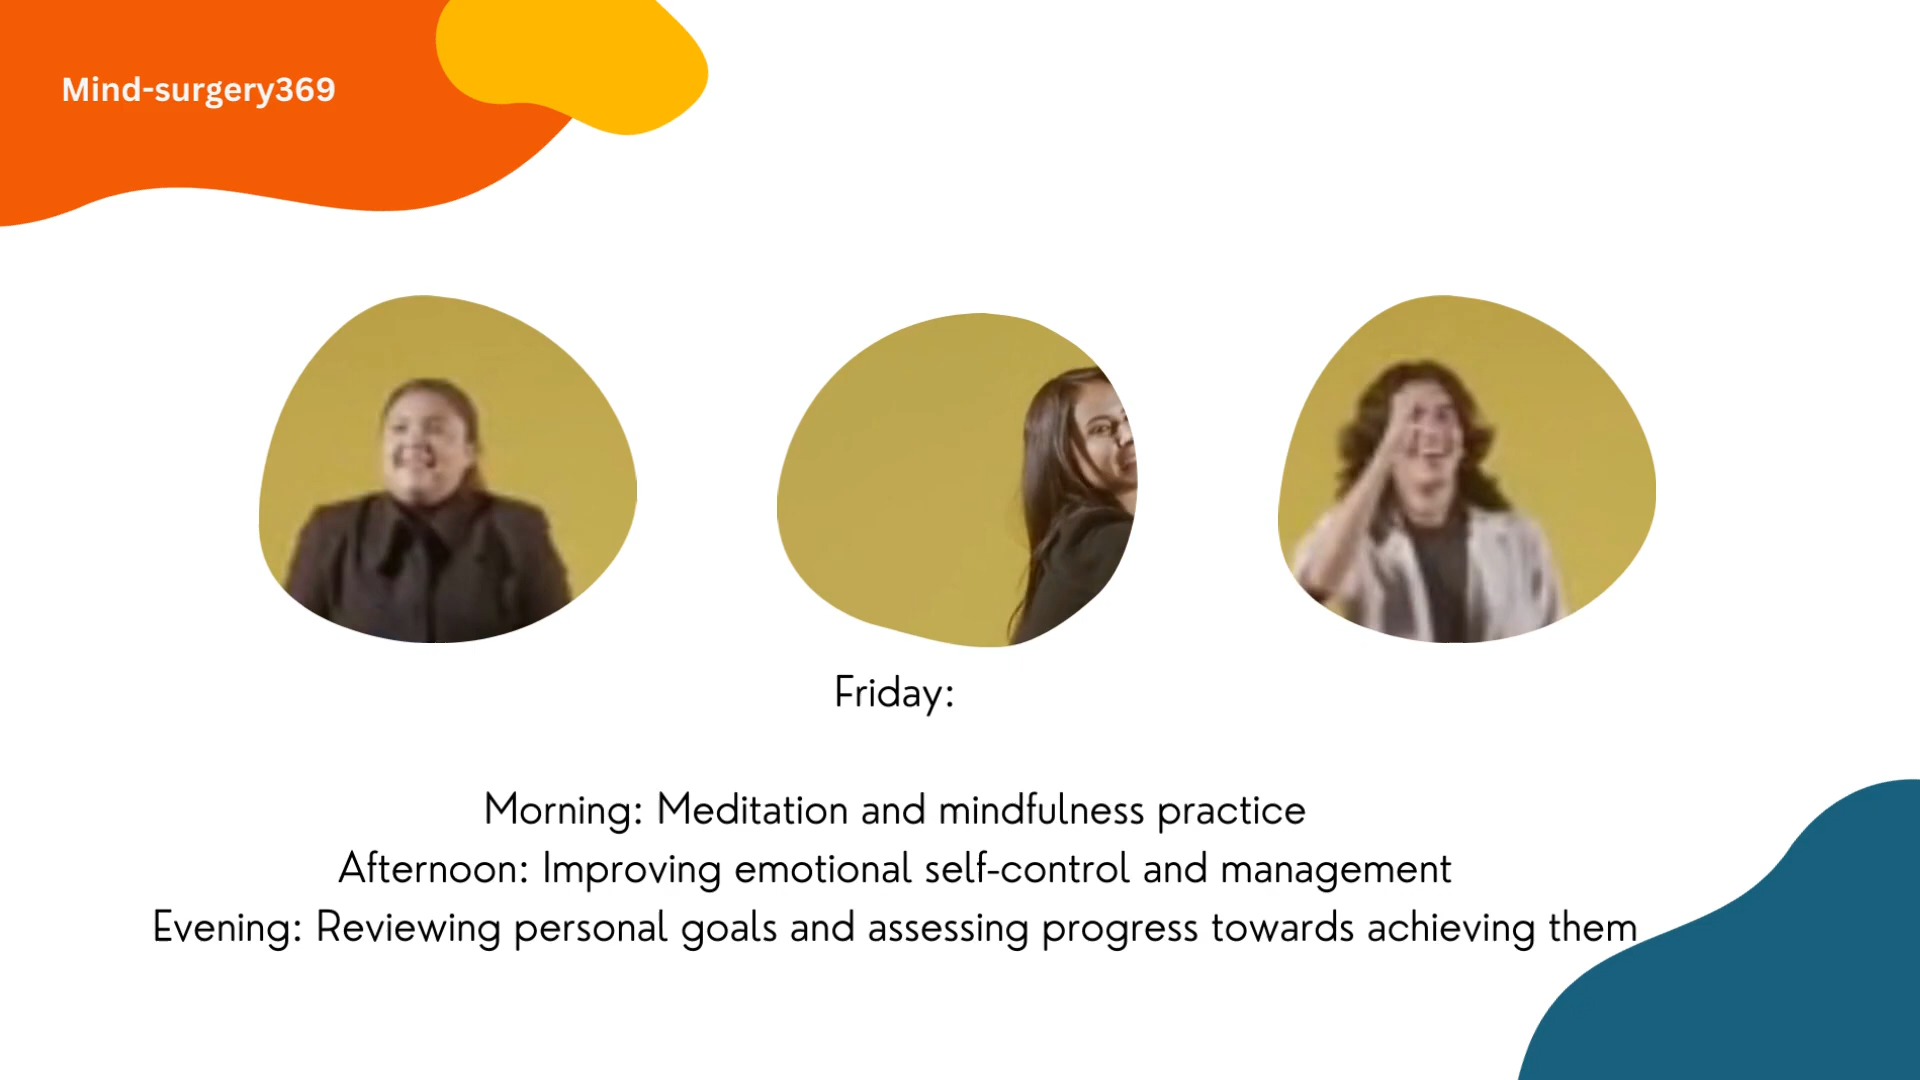 Mind-surgery369
Friday:
Morning: Meditation and mindfulness practice
Afternoon: Improving emotional self-control and management
Evening: Reviewing personal goals and assessing progress towards achieving them